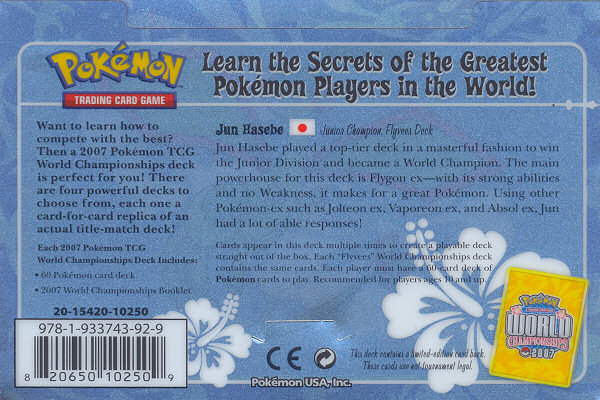 POKéMON
TRADING CARD GAME
Learn the Secrets of the Greatest
Pokémon Players in the World!
Want to learn how to
compete with the best?
Then a 2007 Pokémon TCG
World Championships deck
is perfect for you! There
are four powerful decks to
choose from, each one a
card-for-card replica of an
actual title-match deck!
Each 2007 Pokémon TCG
World Championships Deck Includes:
• 60 Pokémon card deck
• 2007 World Championships Booklet
20-15420-10250
978-1-933743-92-9
8 20650 10250 9
Jun Hasebe Junior Champion, Flyvees Deck
Jun Hasebe played a top-tier deck in a masterful fashion to win
the Junior Division and became a World Champion. The main
powerhouse for this deck is Flygon ex—with its strong abilities
and no Weakness, it makes for a great Pokémon. Using other
Pokémon-ex such as Jolteon ex, Vaporeon ex, and Absol ex, Jun
had a lot of able responses!
Cards appear in this deck multiple times to create a playable deck
straight out of the box. Each "Flyvees" World Championships deck
contains the same cards. Each player must have a 60-card deck of
Pokémon cards to play. Recommended for players ages 10 and up.
CE
Pokémon USA, Inc.
This deck contains a limited-edition card back.
These cards are not tournament legal.
POKéMON
WORLD
CHAMPIONSHIPS
2007